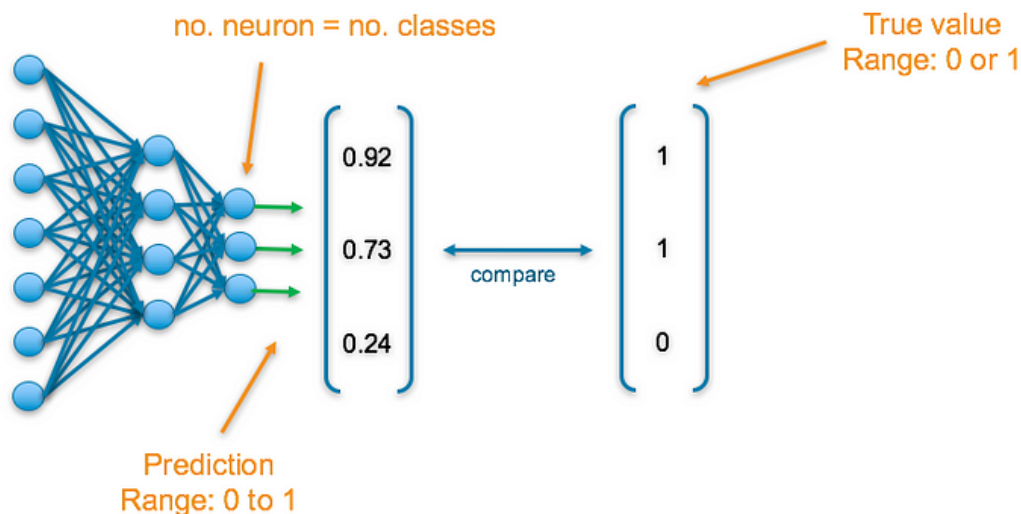 no. neuron = no. classes
True value
Range: 0 or 1
0.92
1
0.73
compare
1
0.24
0
Prediction
Range: 0 to 1